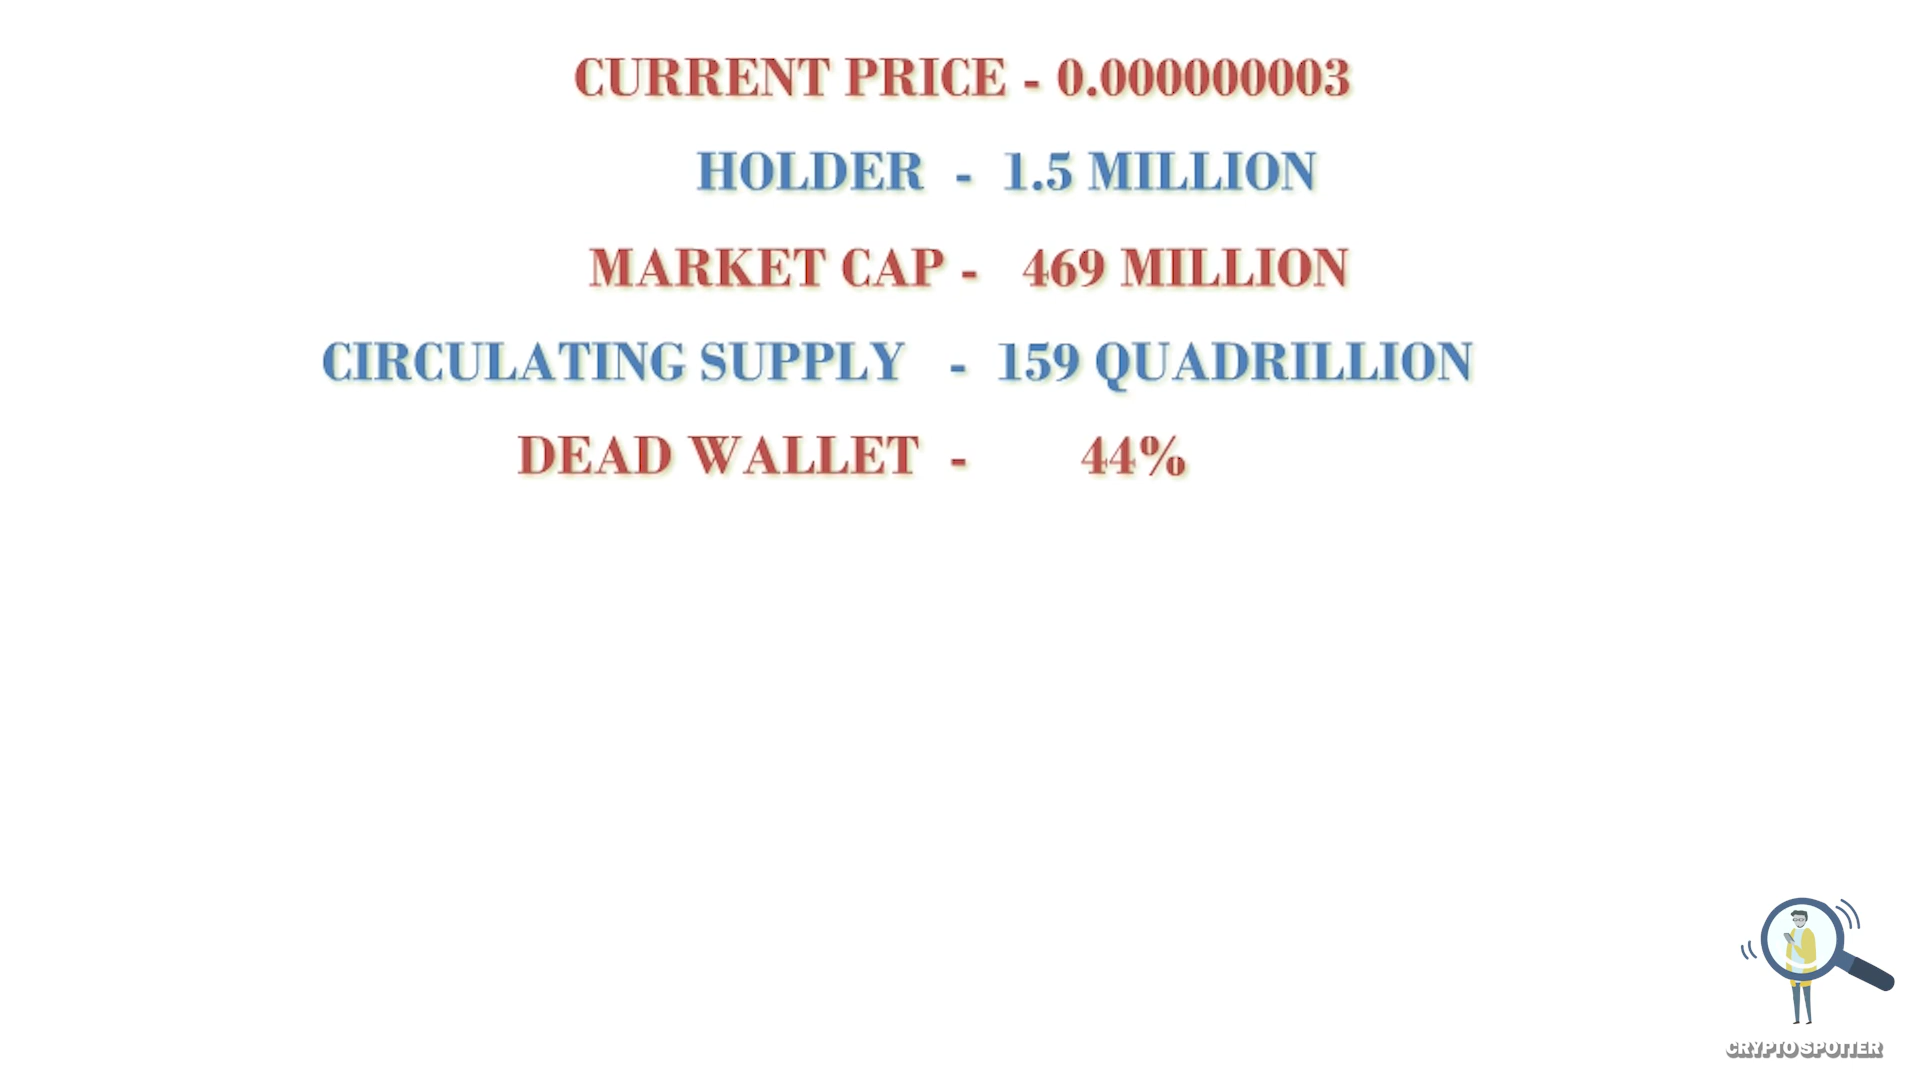 CURRENT PRICE - 0.000000003
HOLDER - 1.5 MILLION
MARKET CAP - 469 MILLION
CIRCULATING SUPPLY - 159 QUADRILLION
DEAD WALLET - 44%
CRYPTO SPOTTER